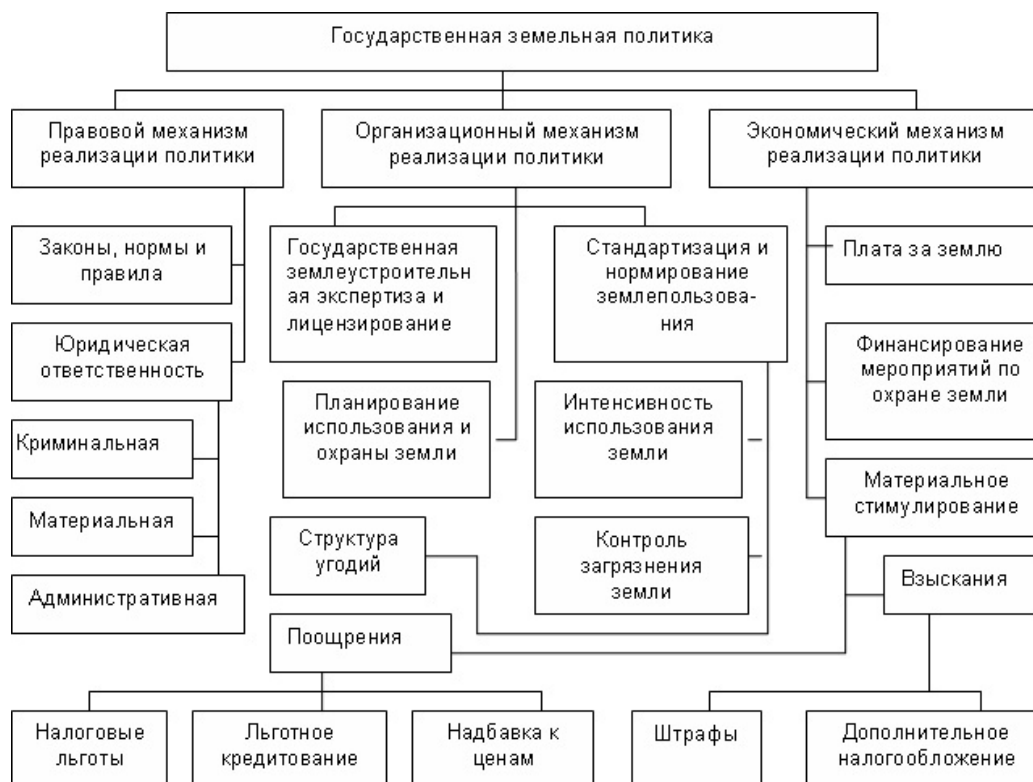 Государственная земельная политика
Правовой механизм
реализации политики
Организационный механизм
реализации политики
Экономический механизм
реализации политики
Законы, нормы и
правила
Государственная
землеустроительн
ая экспертиза и
лицензирование
Стандартизация и
нормирование
землепользова-
ния
Плата за землю
Юридическая
ответственность
Финансирование
мероприятий по
охране земли
Планирование
использования и
охраны земли
Интенсивность
использования
земли
Криминальная
Материальное
стимулирование
Материальная
Структура
угодий
Контроль
загрязнения
земли
Взыскания
Административная
Поощрения
Налоговые
льготы
Льготное
кредитование
Надбавка к
ценам
Штрафы
Дополнительное
налогообложение